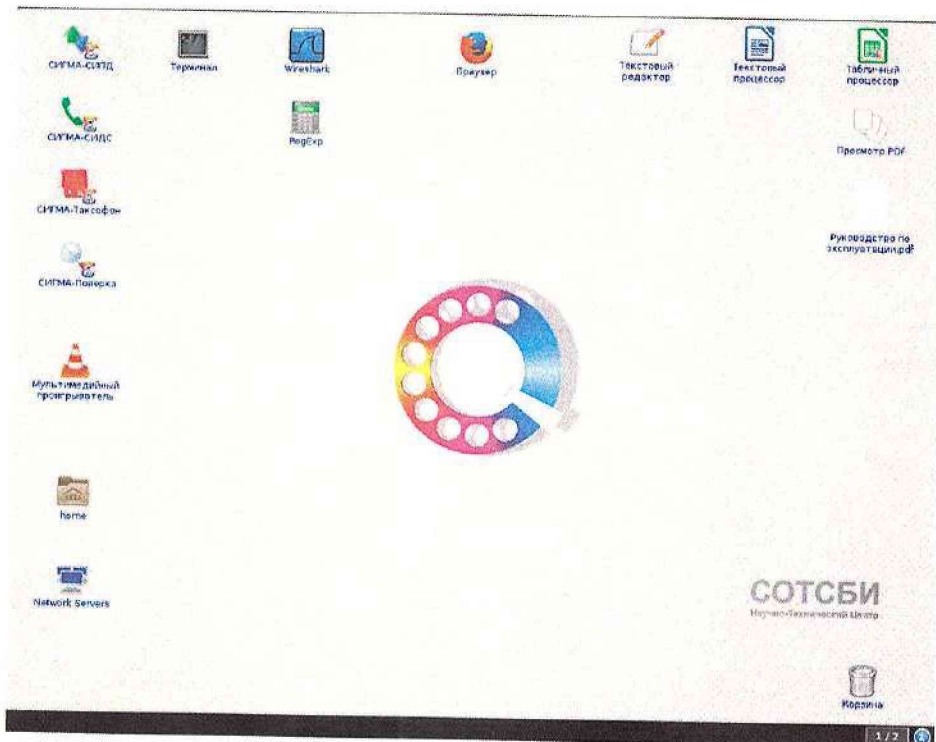 СИГМА-СИПД
Терминал
Wireshark
Браузер
Текстовый
редактор
Текстовый
процессор
Табличный
процессор
СИГМА-СИДС
RegExp
Просмотр PDF
СИГМА-Таксофон
Руководство по
эксплуатации.pdf
СИГМА-Поверка
Мультимедийный
проигрыватель
home
Network Servers
СОТСБИ
Научно-Технический Центр
Корзина
1 / 2